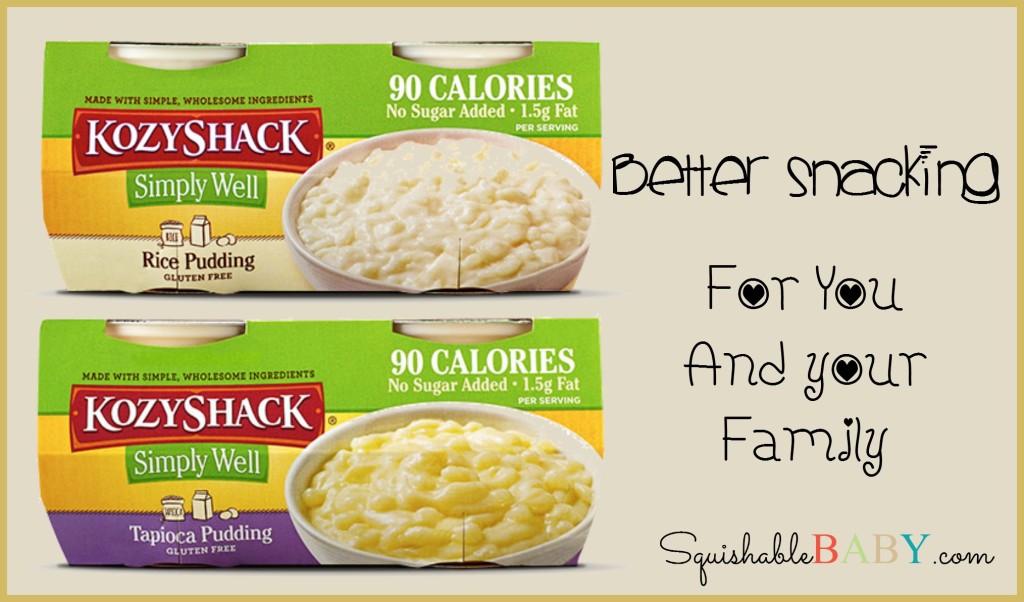 90 CALORIES
No Sugar Added • 1.5g Fat
PER SERVING
MADE WITH SIMPLE, WHOLESOME INGREDIENTS
KOZYSHACK®
Simply Well
RICE
Rice Pudding
GLUTEN FREE
90 CALORIES
No Sugar Added • 1.5g Fat
PER SERVING
MADE WITH SIMPLE, WHOLESOME INGREDIENTS
KOZYSHACK®
Simply Well
Tapioca Pudding
GLUTEN FREE
Better Snacking
For You
And your
Family
SquishableBABY.com